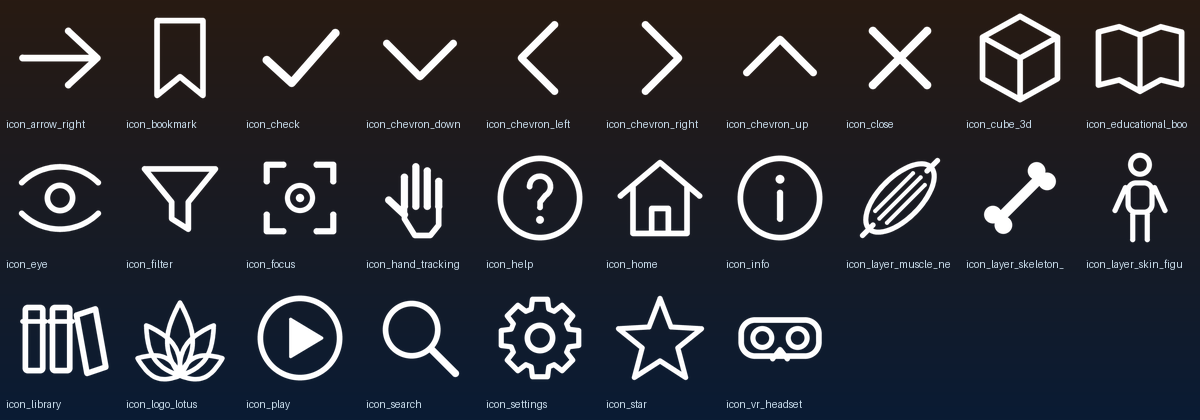 icon_arrow_right icon_bookmark icon_check icon_chevron_down icon_chevron_left icon_chevron_right icon_chevron_up icon_close icon_cube_3d icon_educational_boo
icon_eye icon_filter icon_focus icon_hand_tracking icon_help icon_home icon_info icon_layer_muscle_ne icon_layer_skeleton_ icon_layer_skin_figu
icon_library icon_logo_lotus icon_play icon_search icon_settings icon_star icon_vr_headset